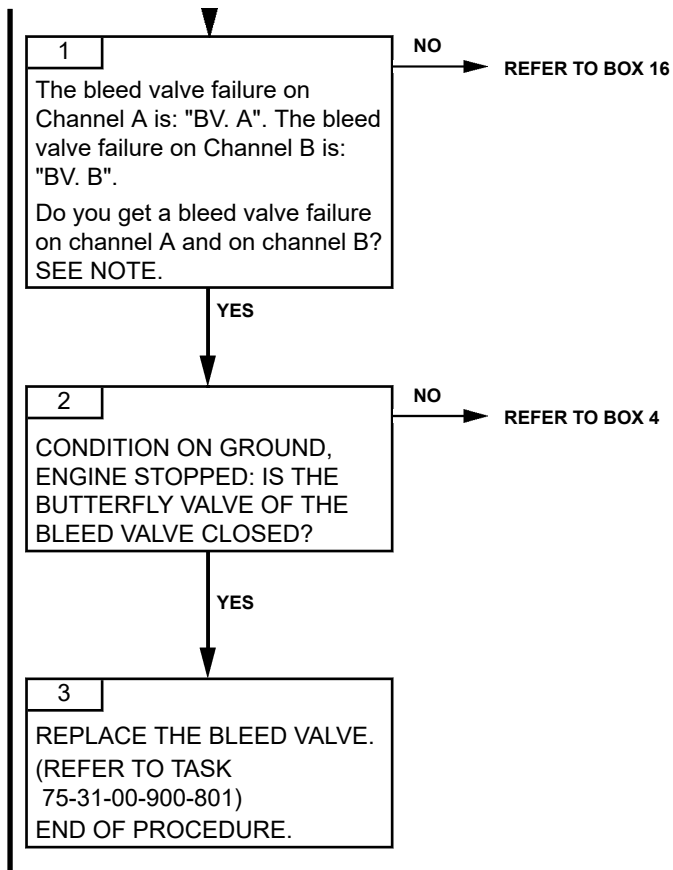 1
NO
REFER TO BOX 16
The bleed valve failure on
Channel A is: "BV. A". The bleed
valve failure on Channel B is:
"BV. B".
Do you get a bleed valve failure
on channel A and on channel B?
SEE NOTE.
YES
2
NO
REFER TO BOX 4
CONDITION ON GROUND,
ENGINE STOPPED: IS THE
BUTTERFLY VALVE OF THE
BLEED VALVE CLOSED?
YES
3
REPLACE THE BLEED VALVE.
(REFER TO TASK
75-31-00-900-801)
END OF PROCEDURE.